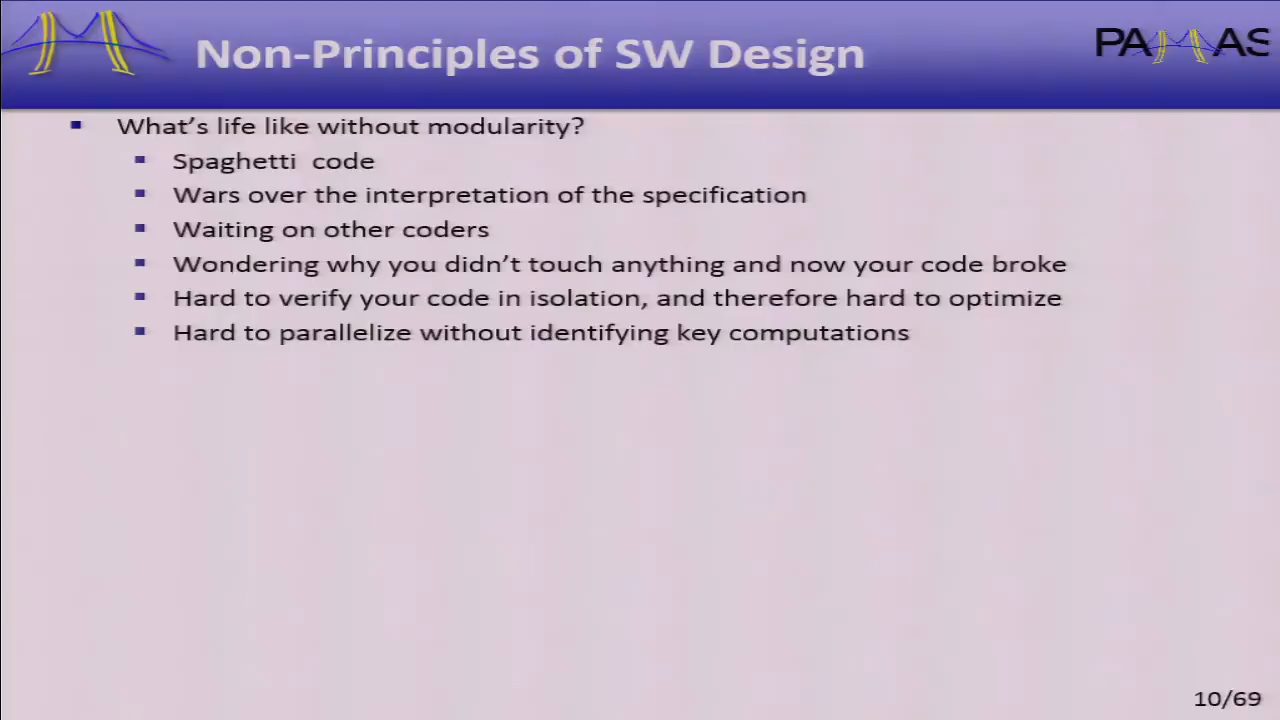 Non-Principles of SW Design
PAMAS
What's life like without modularity?
Spaghetti code
Wars over the interpretation of the specification
Waiting on other coders
Wondering why you didn't touch anything and now your code broke
Hard to verify your code in isolation, and therefore hard to optimize
Hard to parallelize without identifying key computations
10/69